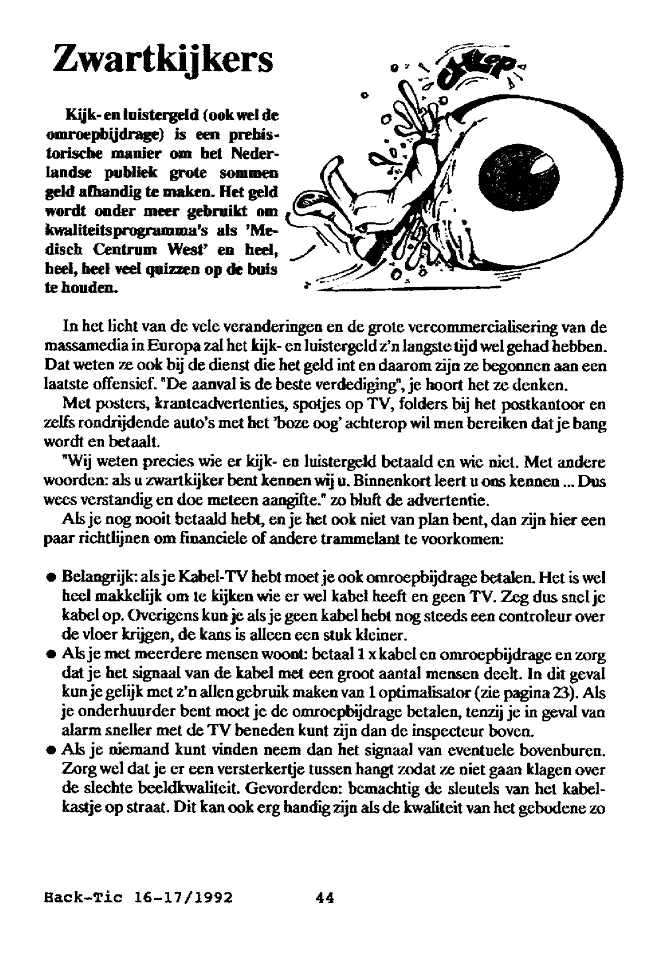 Zwartkijkers
Kijk- en luistergeld (ook wel de
omroepbijdrage) is een prehis-
torische manier om het Neder-
landse publiek grote sommen
geld afhandig te maken. Het geld
wordt onder meer gebruikt om
kwaliteitsprogramma's als 'Me-
disch Centrum West' en heel,
heel, heel veel quizzen op de buis
te houden.
In het licht van de vele veranderingen en de grote vercommercialisering van de
massamedia in Europa zal het kijk- en luistergeld z'n langste tijd wel gehad hebben.
Dat weten ze ook bij de dienst die het geld int en daarom zijn ze begonnen aan een
laatste offensief. "De aanval is de beste verdediging", je hoort het ze denken.
Met posters, krantеadvertenties, spotjes op TV, folders bij het postkantoor en
zelfs rondrijdende auto's met het 'boze oog' achterop wil men bereiken dat je bang
wordt en betaalt.
"Wij weten precies wie er kijk- en luistergeld betaald en wie niet. Met andere
woorden: als u zwartkijker bent kennen wij u. Binnenkort leert u ons kennen ... Dus
wees verstandig en doe meteen aangifte." zo bluft de advertentie.
Als je nog nooit betaald hebt, en je het ook niet van plan bent, dan zijn hier een
paar richtlijnen om financiele of andere trammelant te voorkomen:
● Belangrijk: als je Kabel-TV hebt moet je ook omroepbijdrage betalen. Het is wel
heel makkelijk om te kijken wie er wel kabel heeft en geen TV. Zeg dus snel je
kabel op. Overigens kun je als je geen kabel hebt nog steeds een controleur over
de vloer krijgen, de kans is alleen een stuk kleiner.
● Als je met meerdere mensen woont: betaal 1 x kabel en omroepbijdrage en zorg
dat je het signaal van de kabel met een groot aantal mensen deelt. In dit geval
kun je gelijk met z'n allen gebruik maken van 1 optimalisator (zie pagina 23). Als
je onderhuurder bent moet je de omroepbijdrage betalen, tenzij je in geval van
alarm sneller met de TV beneden kunt zijn dan de inspecteur boven.
● Als je niemand kunt vinden neem dan het signaal van eventuele bovenburen.
Zorg wel dat je er een versterkertje tussen hangt zodat ze niet gaan klagen over
de slechte beeldkwaliteit. Gevorderden: bemachtig de sleutels van het kabel-
kastje op straat. Dit kan ook erg handig zijn als de kwaliteit van het gebodene zo
Hack-Tic 16-17/1992 44